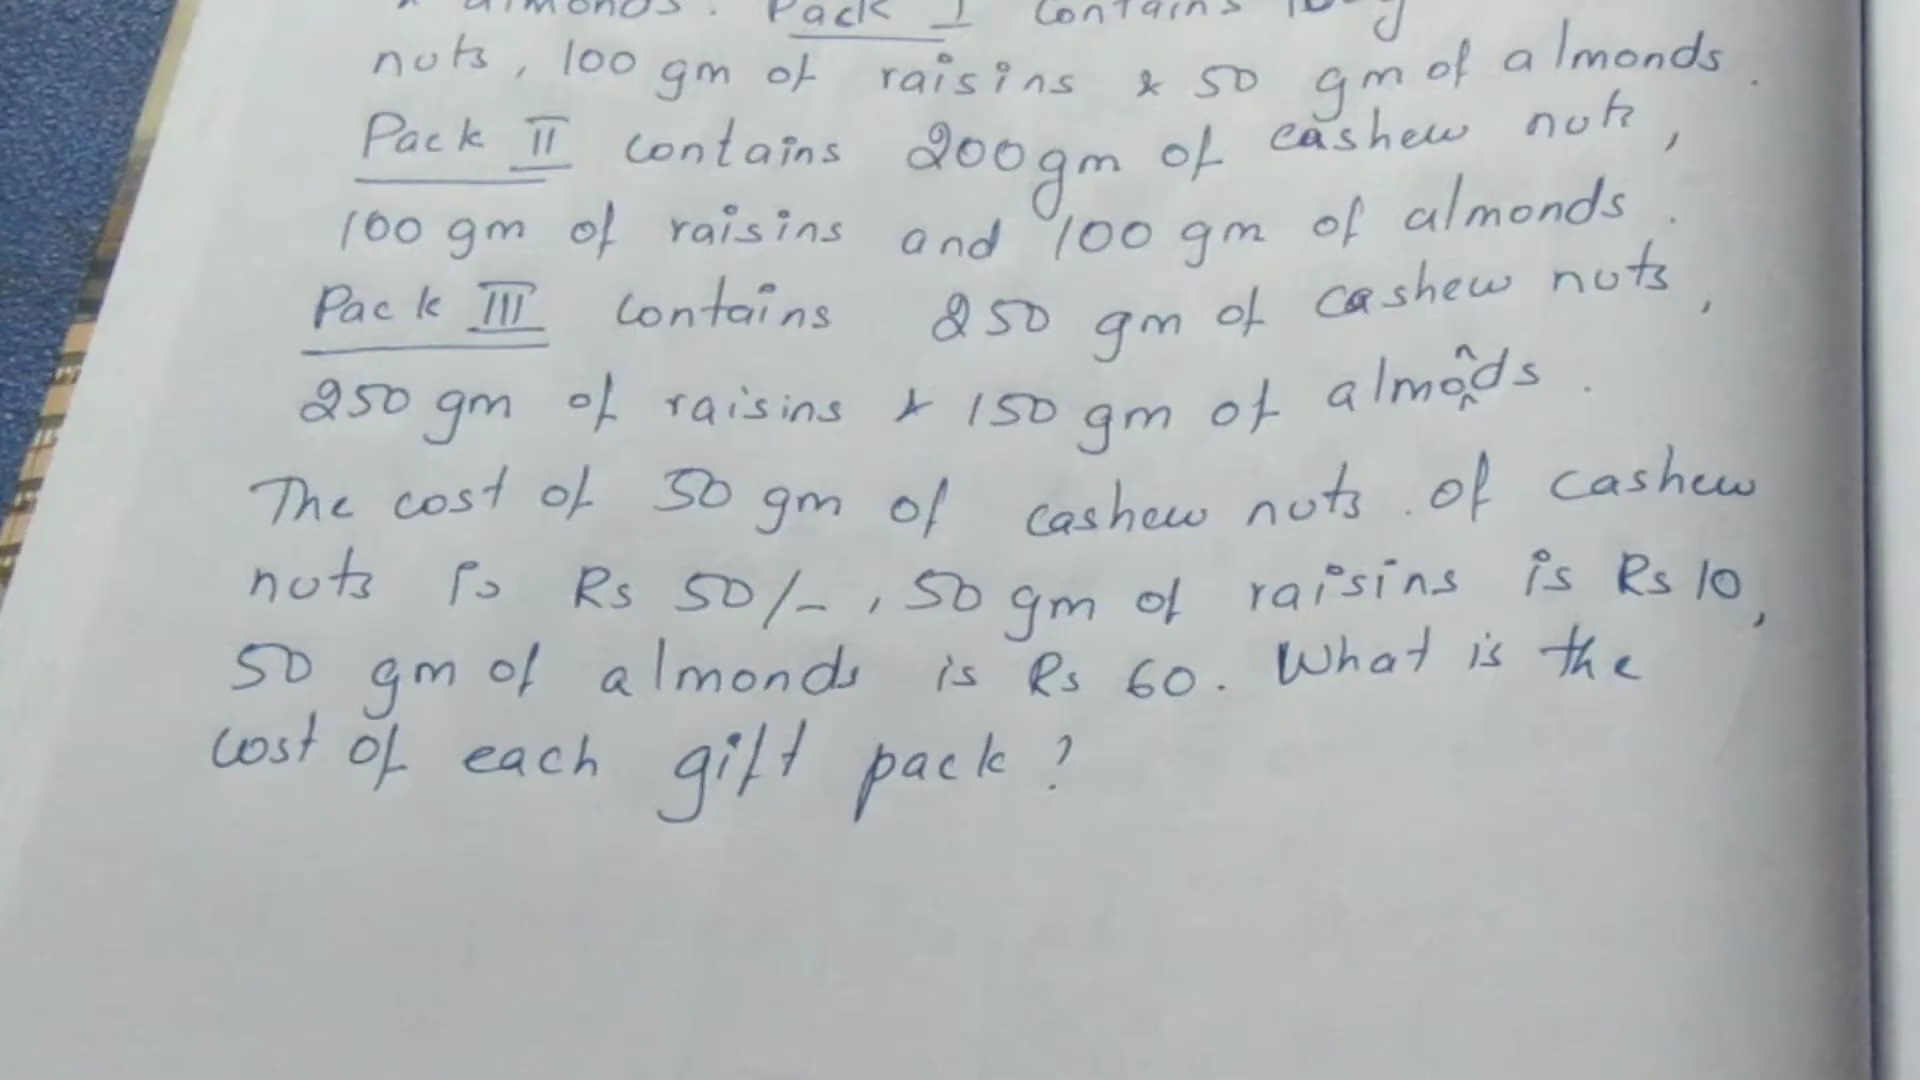 & almonds. Pack I contains
nuts, 100 gm of raisins & 50 gm of almonds.
Pack II contains 200gm of cashew nuts,
100 gm of raisins and 100 gm of almonds.
Pack III contains 250 gm of cashew nuts,
250 gm of raisins & 150 gm of almonds.
The cost of 50 gm of cashew nuts . of cashew
nuts is Rs 50/-, 50 gm of raisins is Rs 10,
50 gm of almonds is Rs 60. What is the
cost of each gift pack?